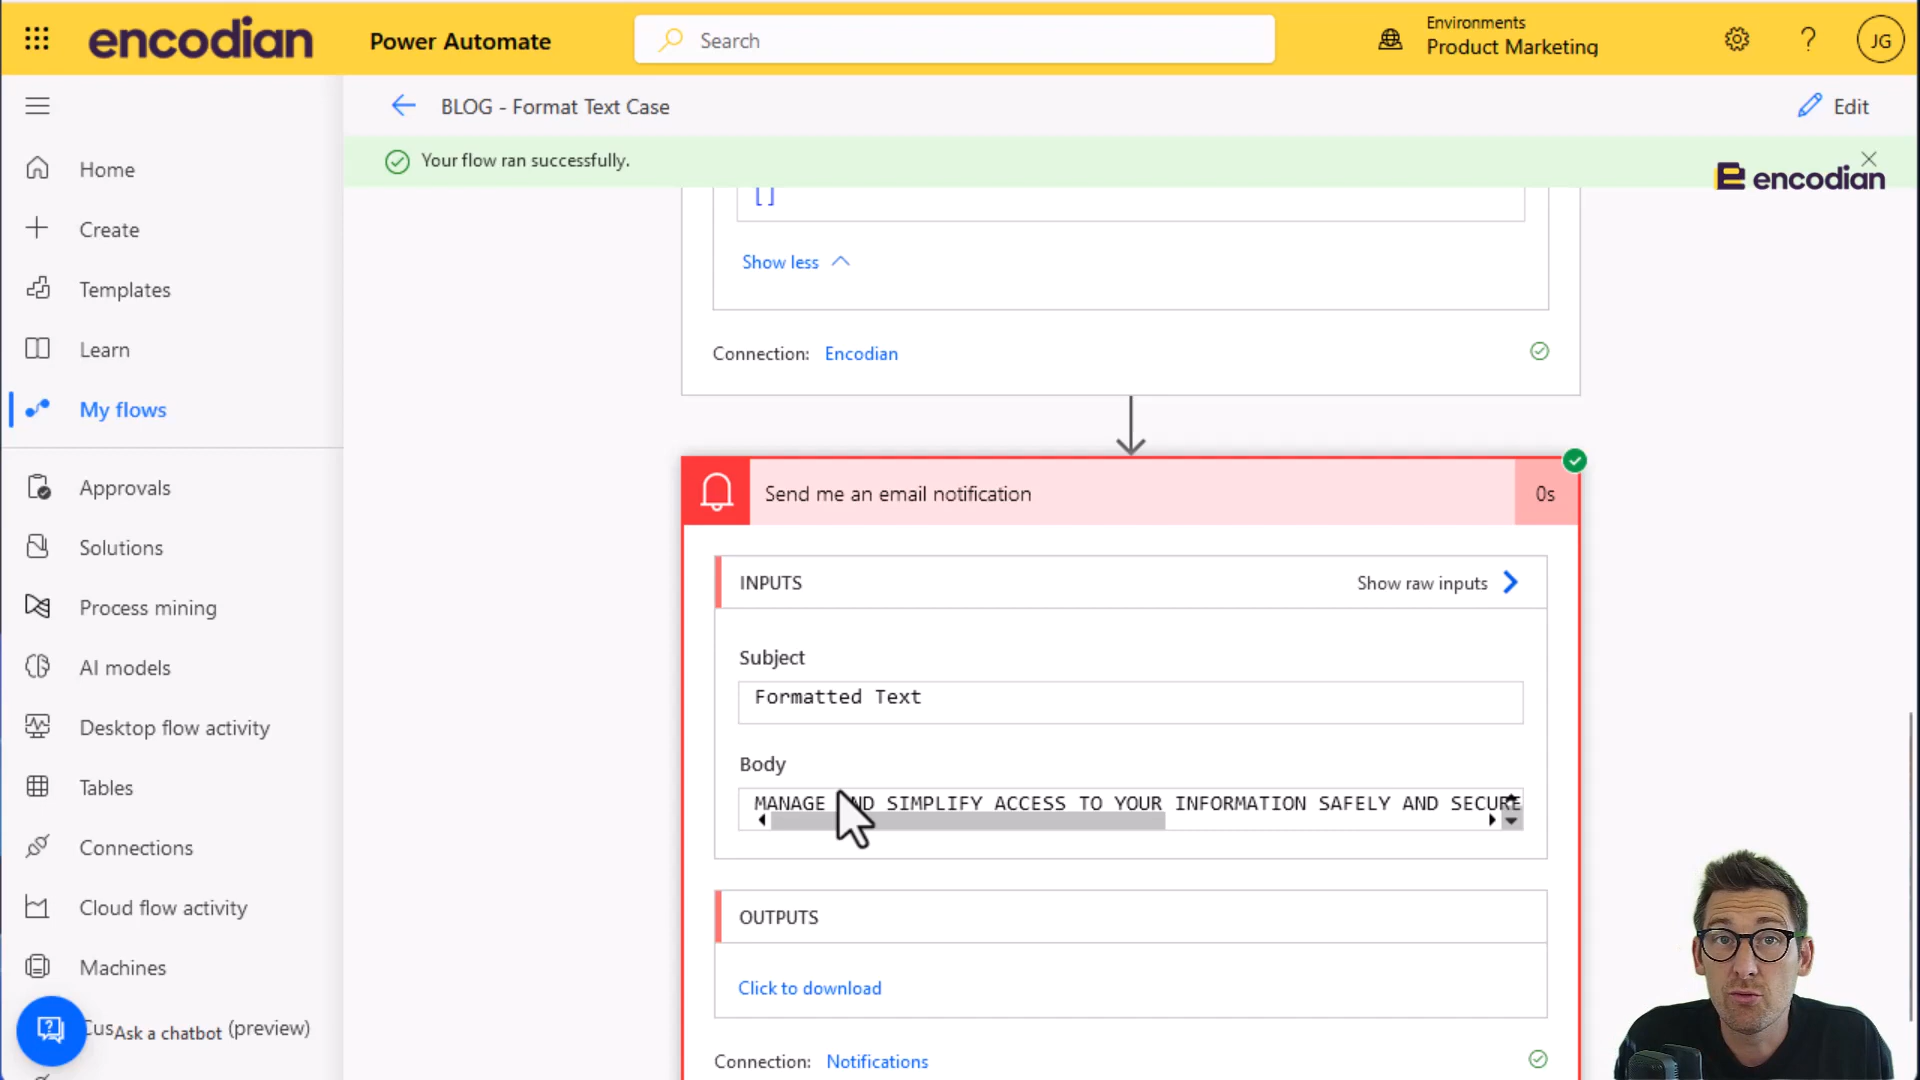 encodian
Power Automate
Search
Environments
Product Marketing
?
JG
BLOG - Format Text Case
Edit
Your flow ran successfully.
encodian
Home
Create
Templates
Learn
My flows
Approvals
Solutions
Process mining
AI models
Desktop flow activity
Tables
Connections
Cloud flow activity
Machines
Cus
Ask a chatbot
(preview)
[]
Show less
Connection: Encodian
Send me an email notification
0s
INPUTS
Show raw inputs
Subject
Formatted Text
Body
MANAGE AND SIMPLIFY ACCESS TO YOUR INFORMATION SAFELY AND SECURE
OUTPUTS
Click to download
Connection: Notifications